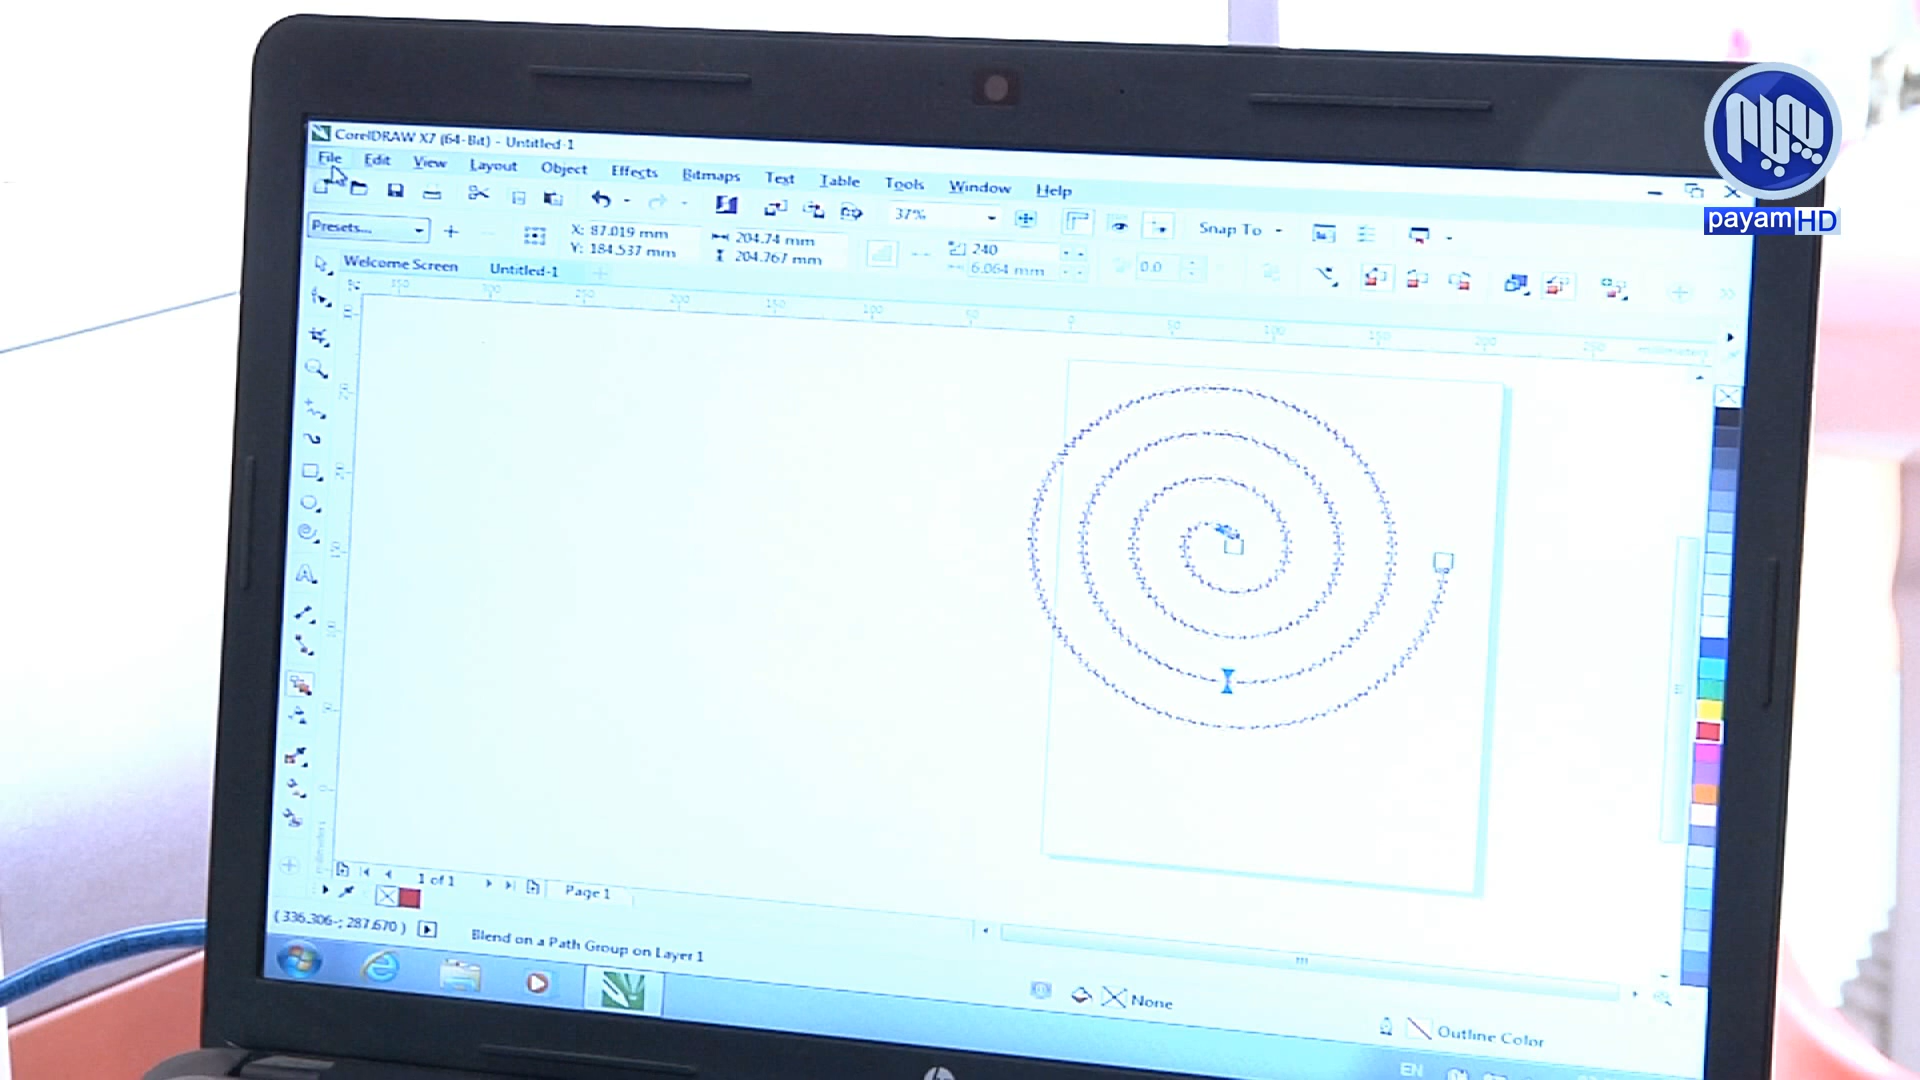 CorelDRAW X7 (64-Bit) - Untitled-1
File Edit View Layout Object Effects Bitmaps Text Table Tools Window Help
37%
Snap To
Presets...
X: 87.019 mm
Y: 184.537 mm
204.74 mm
204.767 mm
240
6.064 mm
0.0
Welcome Screen
Untitled-1
پیام
payam HD
1 of 1
Page 1
(336.306-; 287.670 )
Blend on a Path Group on Layer 1
None
Outline Color
EN
hp